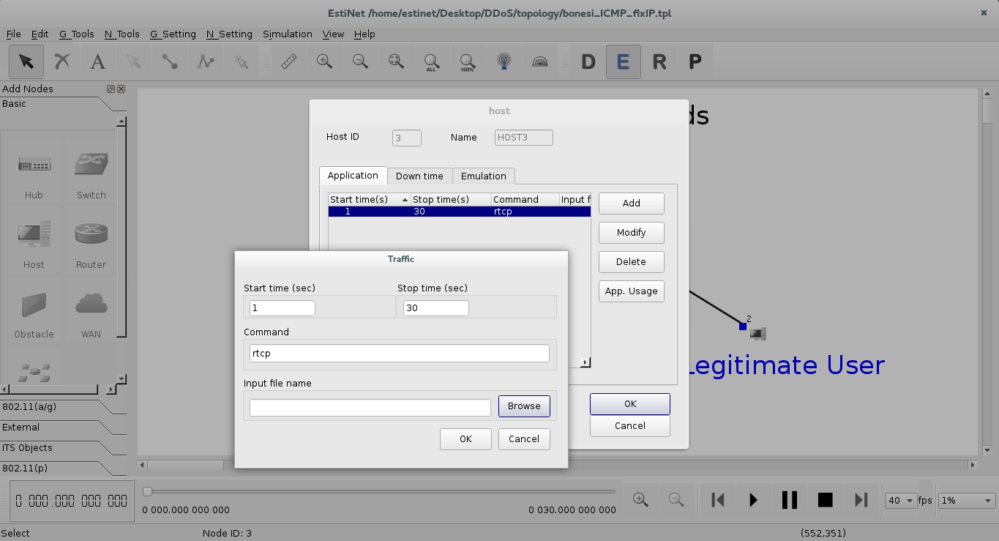 EstiNet /home/estinet/Desktop/DDoS/topology/bonesi_ICMP_fixIP.tpl
File Edit G_Tools N_Tools G_Setting N_Setting Simulation View Help
A ALL 100% D E R P
Add Nodes
Basic
Hub Switch
Host Router
Obstacle WAN
802.11(a/g)
External
ITS Objects
802.11(p)
ds
host
Host ID 3 Name HOST3
Application Down time Emulation
Start time(s) Stop time(s) Command Input f
1 30 rtcp
Add
Modify
Delete
App. Usage
OK
Cancel
Traffic
Start time (sec) Stop time (sec)
1 30
Command
rtcp
Input file name
Browse
OK Cancel
2
Legitimate User
0 000.000 000 000
0 000.000 000 000 0 030.000 000 000
40 fps 1%
Select Node ID: 3 (552,351)